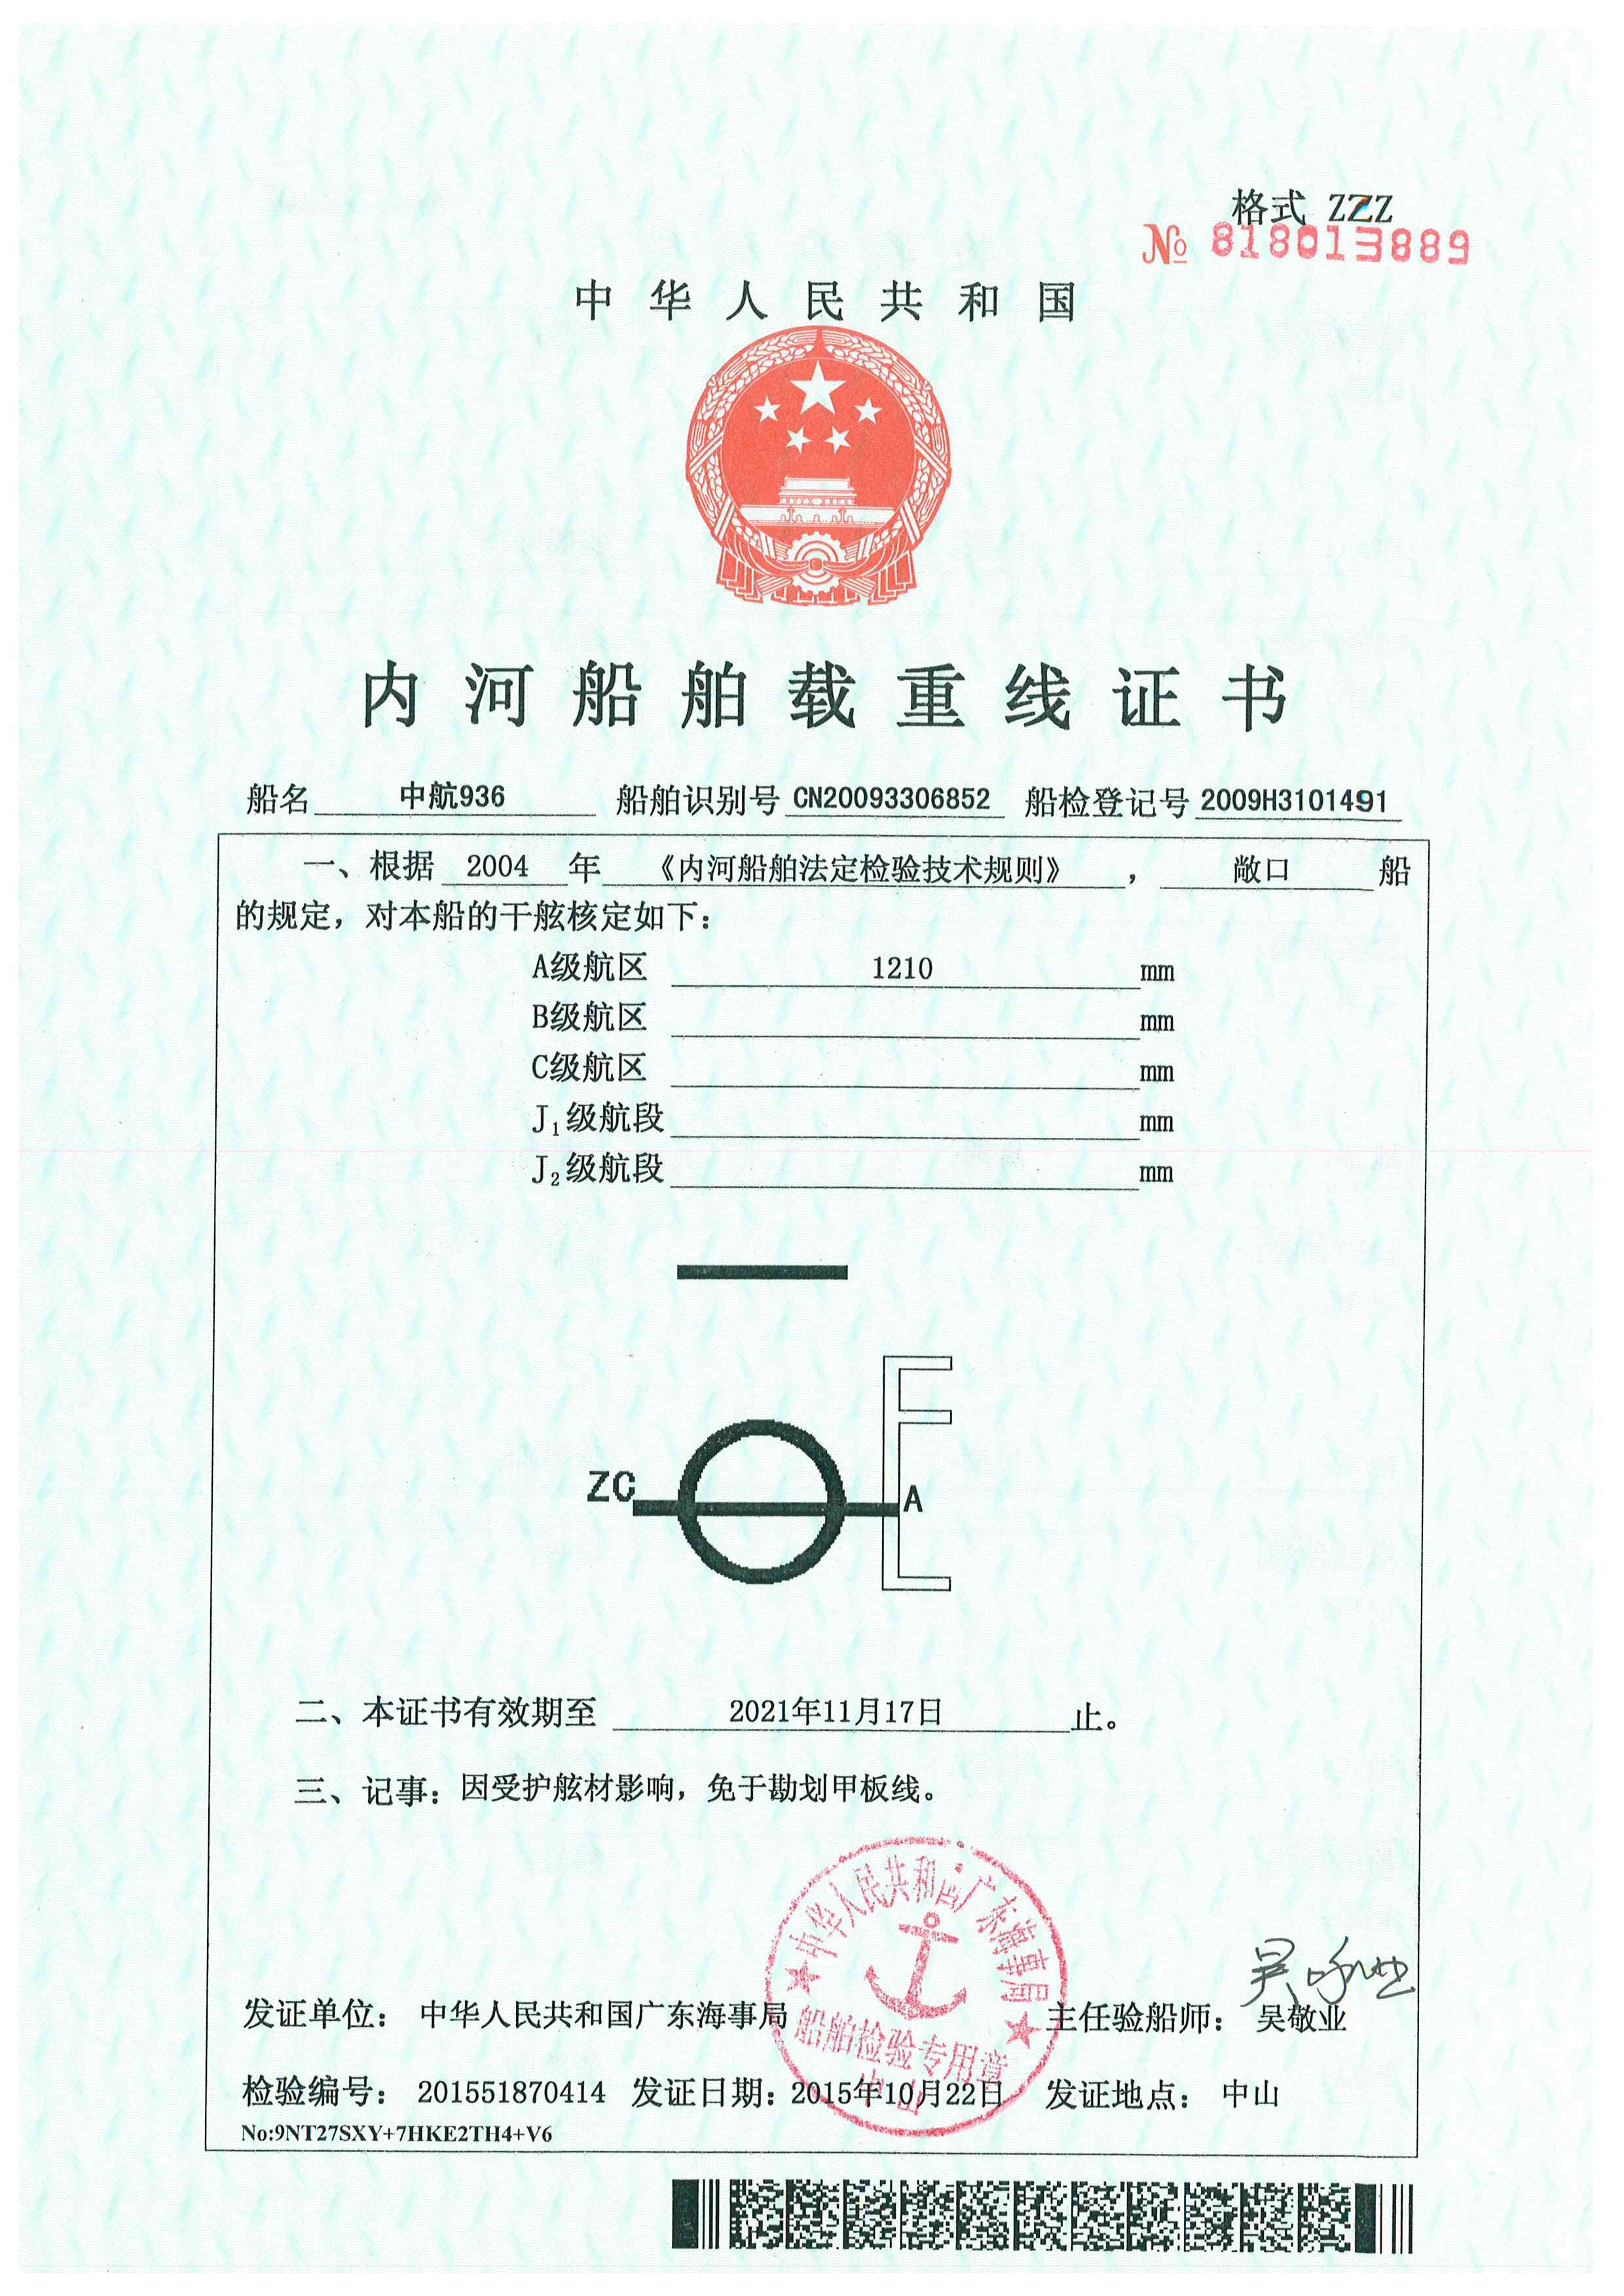 格式 ZZZ
№ 818013889
中华人民共和国
内河船舶载重线证书
船名 中航936 船舶识别号 CN20093306852 船检登记号 2009H3101491
一、根据 2004 年 《内河船舶法定检验技术规则》 , 敞口 船
的规定，对本船的干舷核定如下：
A级航区 1210 mm
B级航区 mm
C级航区 mm
J₁级航段 mm
J₂级航段 mm
F
ZC A
L
二、本证书有效期至 2021年11月17日 止。
三、记事：因受护舷材影响，免于勘划甲板线。
中华人民共和国广东海事局
船舶检验专用章
中山
发证单位： 中华人民共和国广东海事局 主任验船师： 吴敬业
检验编号： 201551870414 发证日期：2015年10月22日 发证地点： 中山
No:9NT27SXY+7HKE2TH4+V6